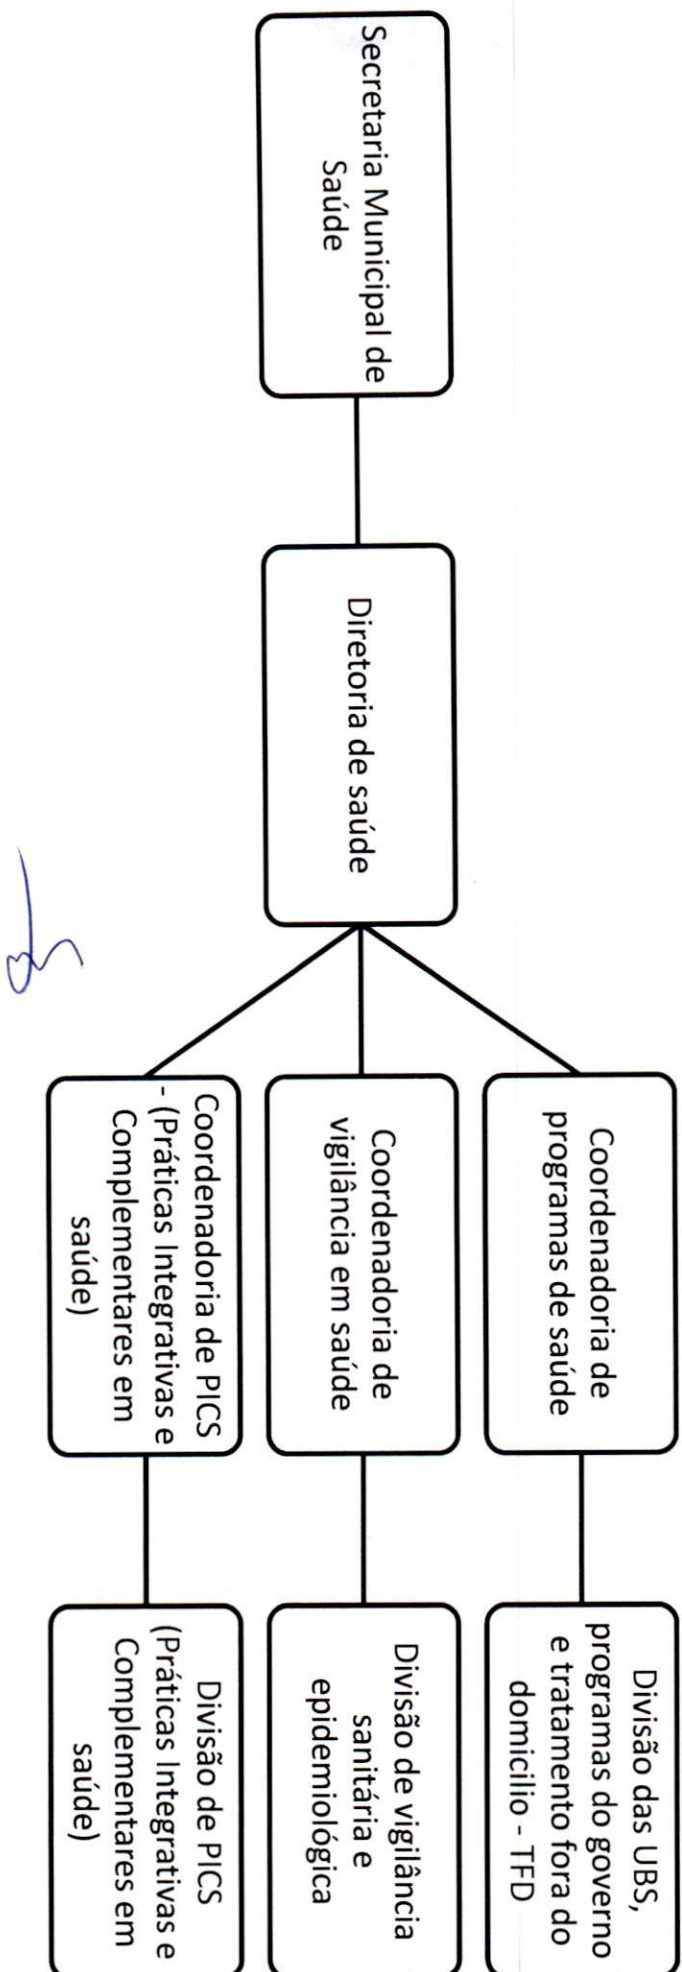 Secretaria Municipal de
Saúde
Diretoria de saúde
Coordenadoria de
programas de saúde
Divisão das UBS,
programas do governo
e tratamento fora do
domicilio - TFD
Coordenadoria de
vigilância em saúde
Divisão de vigilância
sanitária e
epidemiológica
Coordenadoria de PICS
- (Práticas Integrativas e
Complementares em
saúde)
Divisão de PICS
(Práticas Integrativas e
Complementares em
saúde)